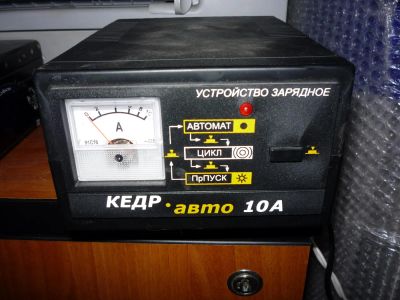 УСТРОЙСТВО ЗАРЯДНОЕ
A
АВТОМАТ
ЦИКЛ
ПрПУСК
КЕДР·авто 10А